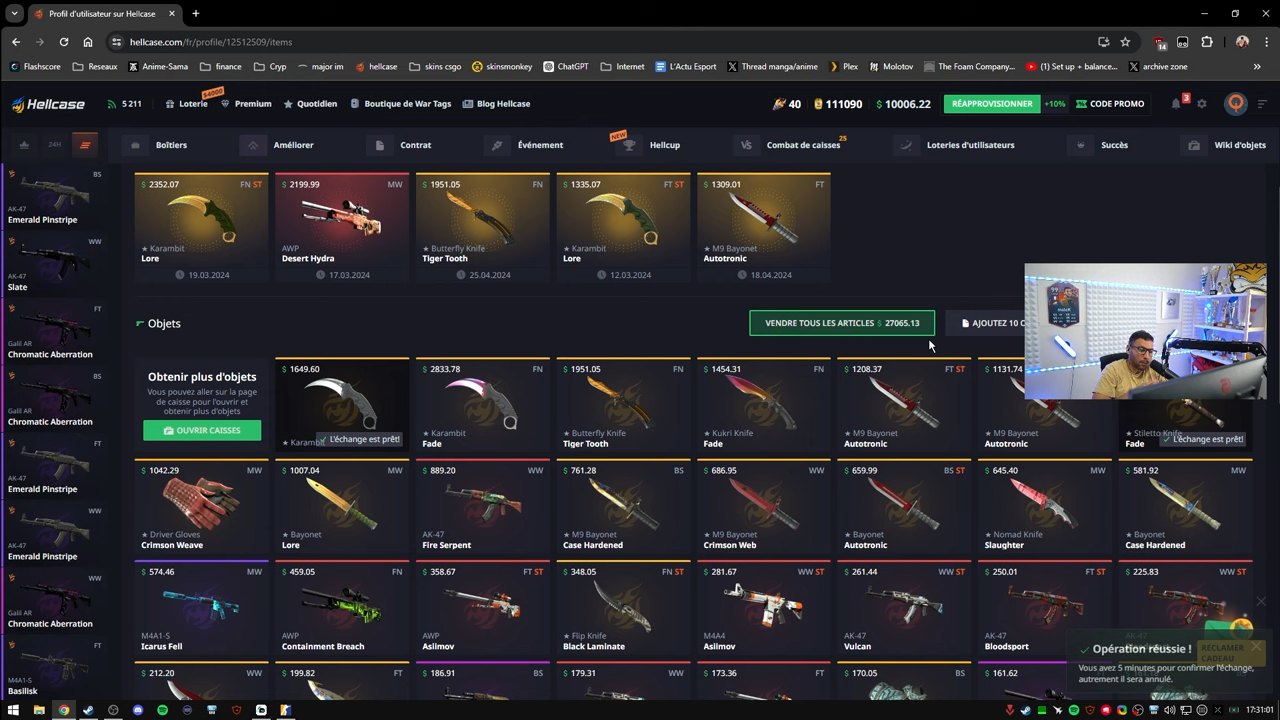 Profil d'utilisateur sur Hellcase
hellcase.com/fr/profile/12512509/items
14
Flashscore Reseaux Anime-Sama finance Cryp major im hellcase skins csgo skinsmonkey ChatGPT Internet L'Actu Esport Thread manga/anime Plex Molotov The Foam Company... (1) Set up + balance... archive zone
HELLCASE 5 211 Loterie $4000 Premium Quotidien Boutique de War Tags Blog Hellcase 40 111090 $ 10006.22 RÉAPPROVISIONNER +10% CODE PROMO 3
24H Boîtiers Améliorer Contrat Événement NEW Hellcup Combat de caisses 25 Loteries d'utilisateurs Succès Wiki d'objets
BS
AK-47
Emerald Pinstripe
WW
AK-47
Slate
FT
Galil AR
Chromatic Aberration
BS
Galil AR
Chromatic Aberration
FT
AK-47
Emerald Pinstripe
WW
AK-47
Emerald Pinstripe
WW
Galil AR
Chromatic Aberration
FT
M4A1-S
Basilisk
$ 2352.07 FN ST
★ Karambit
Lore
19.03.2024
$ 2199.99 MW
AWP
Desert Hydra
17.03.2024
$ 1951.05 FN
★ Butterfly Knife
Tiger Tooth
25.04.2024
$ 1335.07 FT ST
★ Karambit
Lore
12.03.2024
$ 1309.01 FT
★ M9 Bayonet
Autotronic
18.04.2024
Objets
VENDRE TOUS LES ARTICLES $ 27065.13
AJOUTEZ 10
Obtenir plus d'objets
Vous pouvez aller sur la page
de caisse pour l'ouvrir et
obtenir plus d'objets
OUVRIR CAISSES
$ 1649.60
★ Karambit
L'échange est prêt!
$ 2833.78 FN
★ Karambit
Fade
$ 1951.05 FN
★ Butterfly Knife
Tiger Tooth
$ 1454.31 FN
★ Kukri Knife
Fade
$ 1208.37 FT ST
★ M9 Bayonet
Autotronic
$ 1131.74
★ M9 Bayonet
Autotronic
★ Stiletto Knife
Fade
L'échange est prêt!
$ 1042.29 MW
★ Driver Gloves
Crimson Weave
$ 1007.04 MW
★ Bayonet
Lore
$ 889.20 WW
AK-47
Fire Serpent
$ 761.28 BS
★ M9 Bayonet
Case Hardened
$ 686.95 WW
★ M9 Bayonet
Crimson Web
$ 659.99 BS ST
★ M9 Bayonet
Autotronic
$ 645.40 MW
★ Nomad Knife
Slaughter
$ 581.92 MW
★ Bayonet
Case Hardened
$ 574.46 MW
M4A1-S
Icarus Fell
$ 459.05 FN
AWP
Containment Breach
$ 358.67 FT ST
AWP
Asiimov
$ 348.05 FN ST
★ Flip Knife
Black Laminate
$ 281.67 WW ST
M4A4
Asiimov
$ 261.44 WW ST
AK-47
Vulcan
$ 250.01 FT ST
AK-47
Bloodsport
$ 225.83 WW ST
$ 212.20 MW
$ 199.82 MW
$ 186.91 BS
$ 179.31 WW
$ 170.05 BS
$ 161.62
Opération réussie !
Vous avez 5 minutes pour confirmer l'échange,
autrement il sera annulé.
RECLAMER
CADEAU
17:31:01